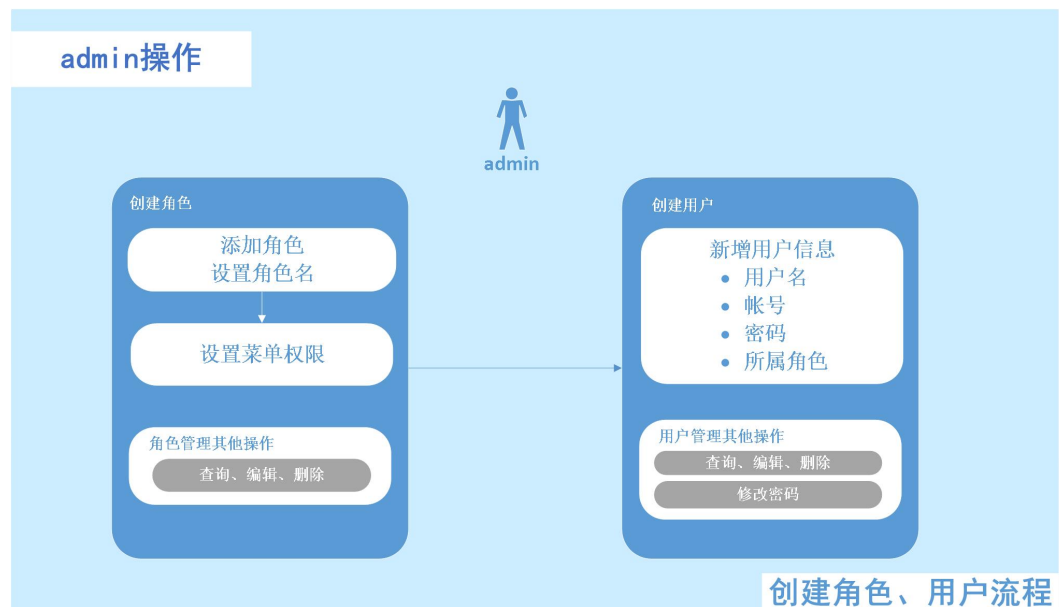 admin操作
admin
创建角色
添加角色
设置角色名
设置菜单权限
角色管理其他操作
查询、编辑、删除
创建用户
新增用户信息
• 用户名
• 帐号
• 密码
• 所属角色
用户管理其他操作
查询、编辑、删除
修改密码
创建角色、用户流程